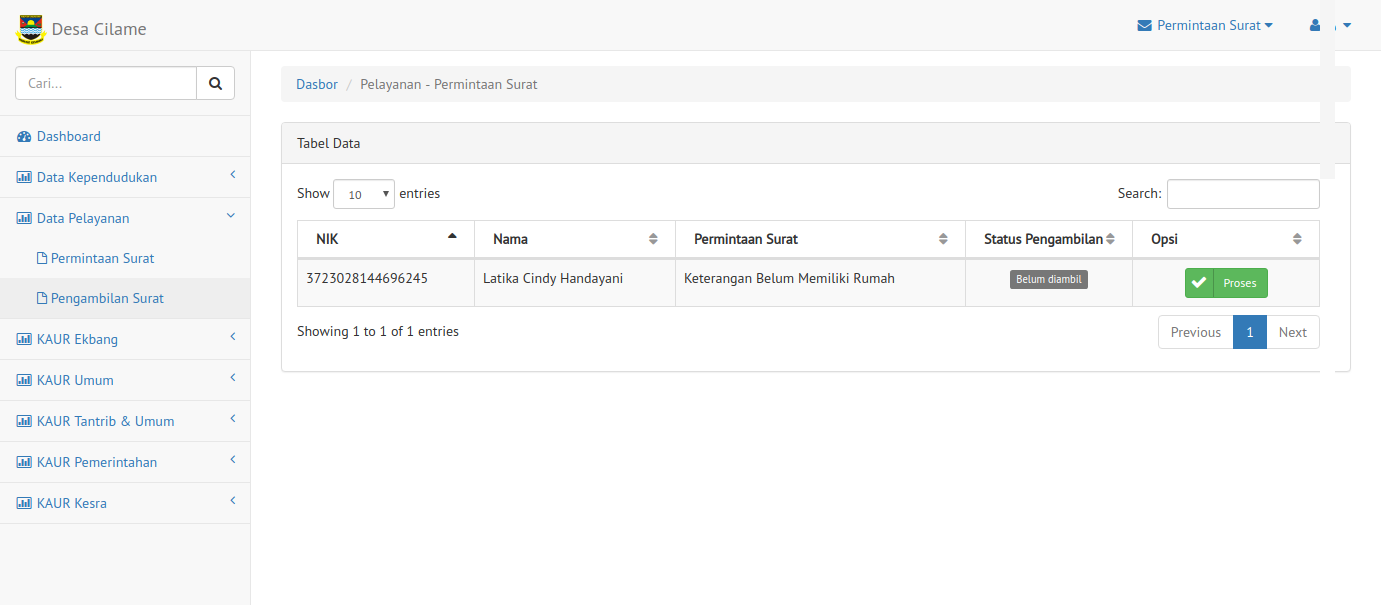 Desa Cilame
Permintaan Surat
Cari...
Dashboard
Data Kependudukan
Data Pelayanan
Permintaan Surat
Pengambilan Surat
KAUR Ekbang
KAUR Umum
KAUR Tantrib & Umum
KAUR Pemerintahan
KAUR Kesra
Dasbor / Pelayanan - Permintaan Surat
Tabel Data
Show 10 entries
Search:
NIK Nama Permintaan Surat Status Pengambilan Opsi
3723028144696245 Latika Cindy Handayani Keterangan Belum Memiliki Rumah Belum diambil Proses
Showing 1 to 1 of 1 entries
Previous 1 Next